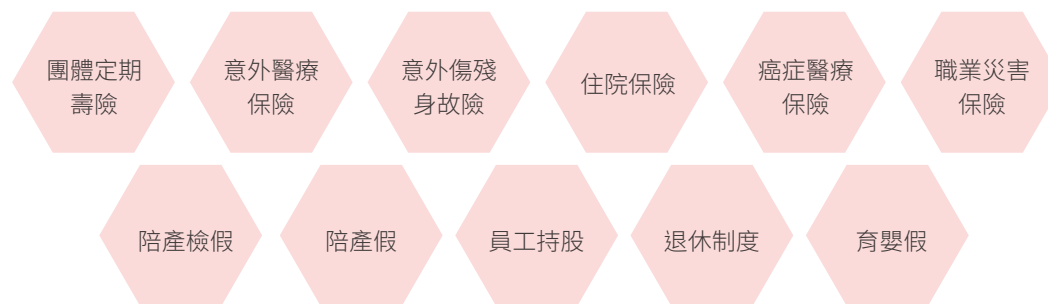 團體定期
壽險
意外醫療
保險
意外傷殘
身故險
住院保險
癌症醫療
保險
職業災害
保險
陪產檢假
陪產假
員工持股
退休制度
育嬰假